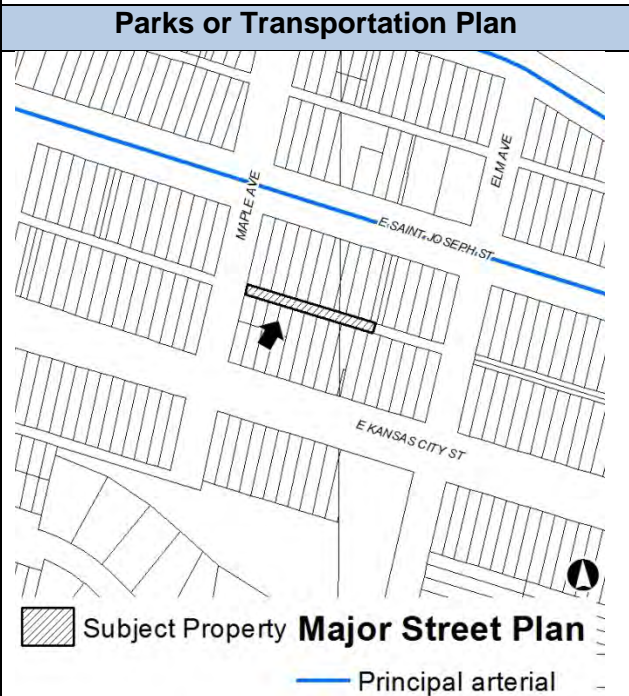 Parks or Transportation Plan
ELM AVE
MAPLE AVE
E SAINT JOSEPH ST
E KANSAS CITY ST
Subject Property Major Street Plan
Principal arterial